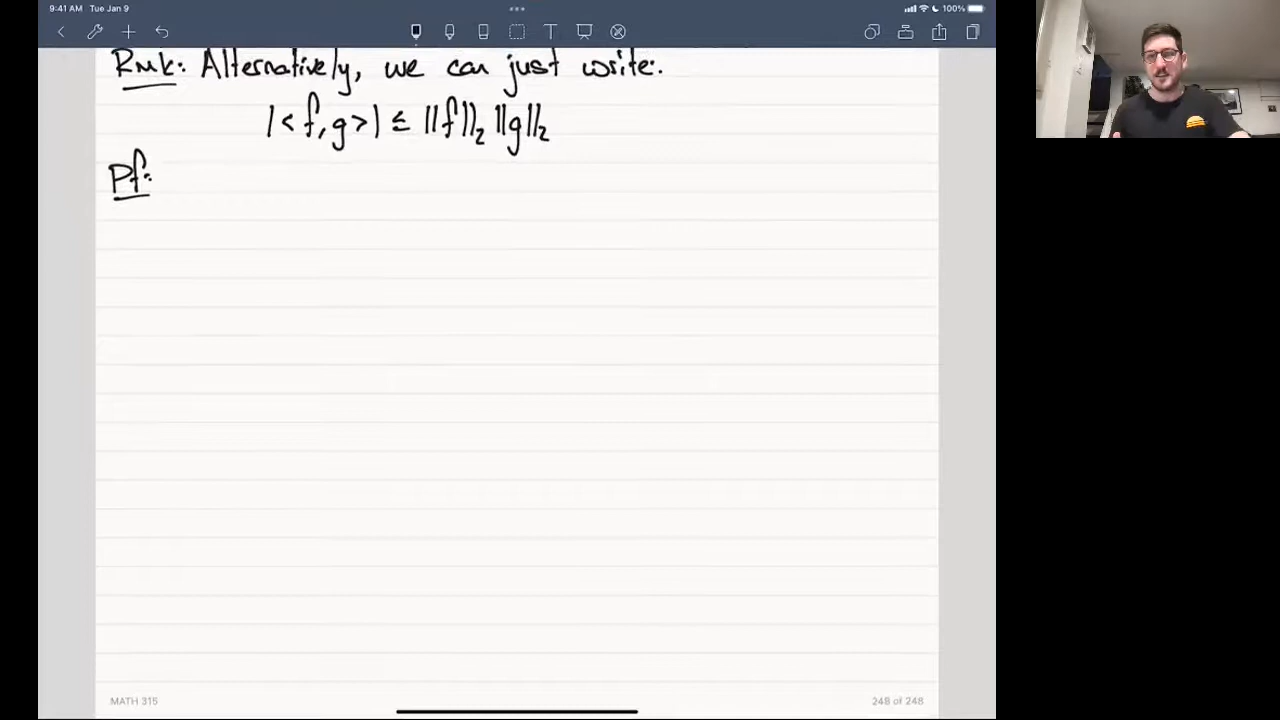 9:41 AM Tue Jan 9
100%
Rmk: Alternatively, we can just write:
|<f,g>| ≤ ||f||₂ ||g||₂
Pf:
MATH 315
248 of 248